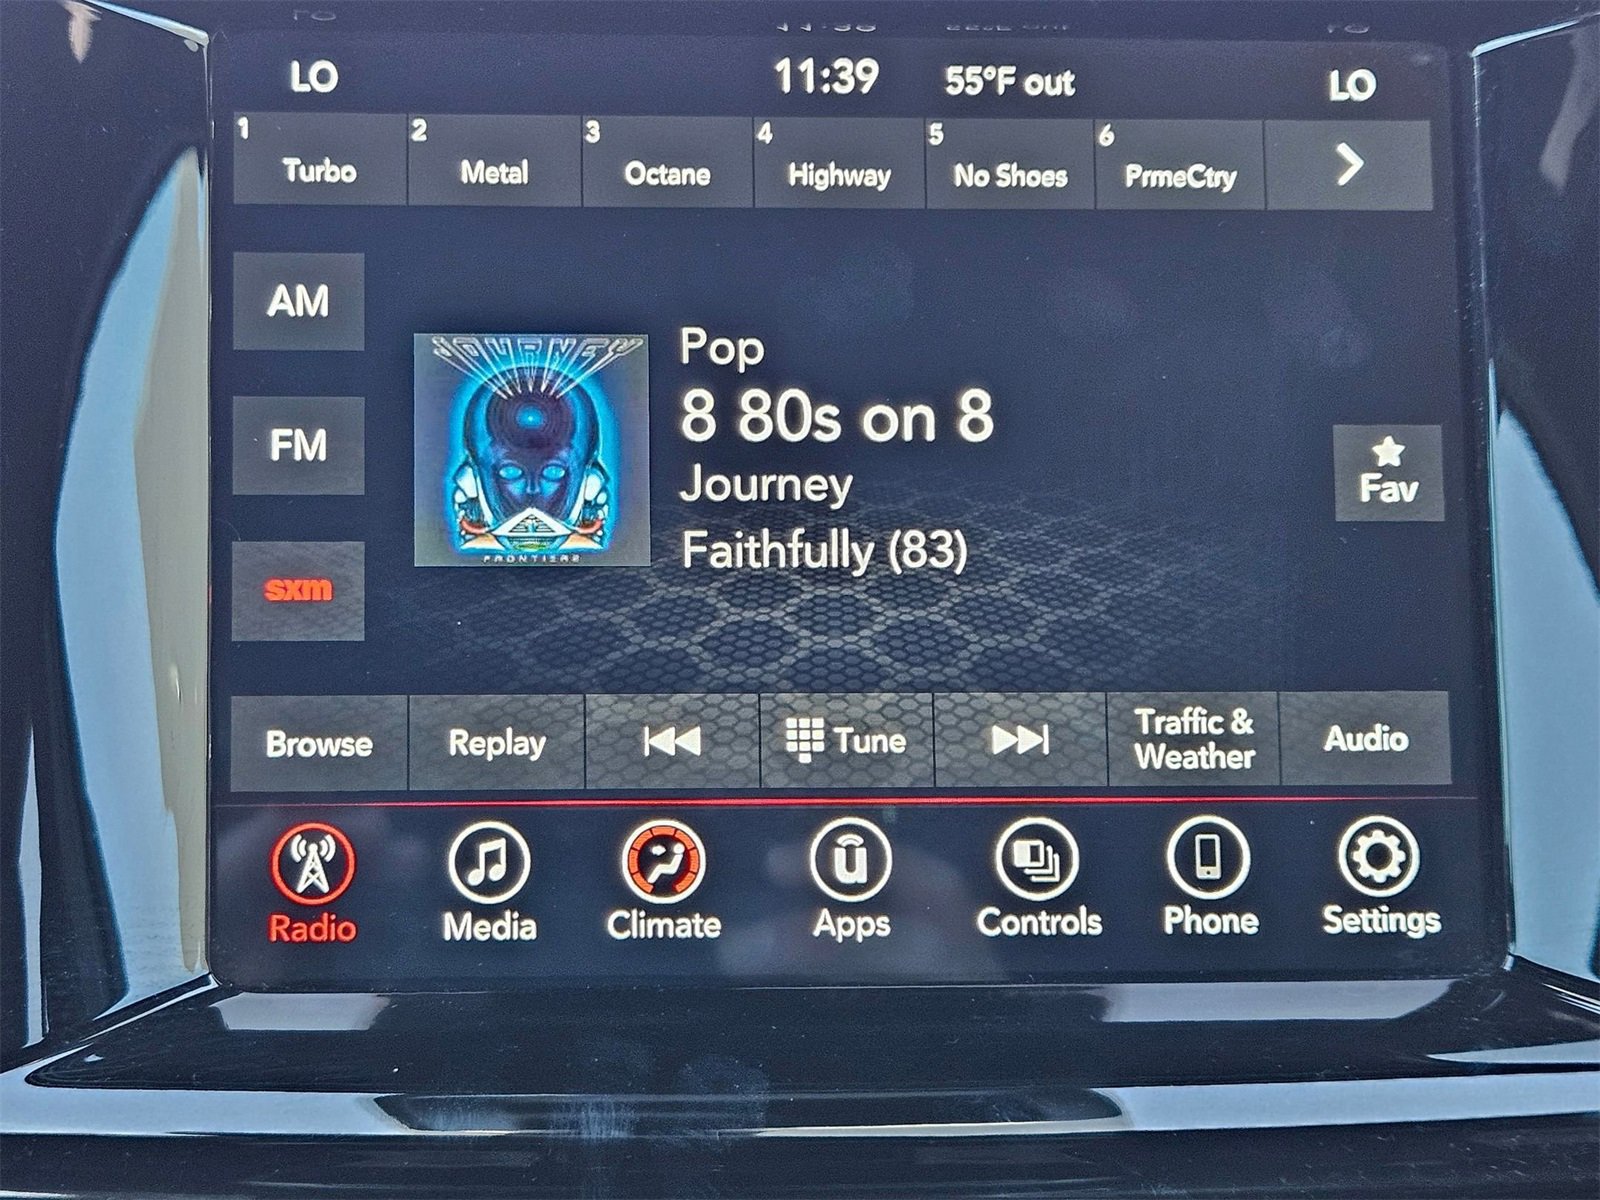 LO 11:39 55°F out LO
1 Turbo
2 Metal
3 Octane
4 Highway
5 No Shoes
6 PrmeCtry
AM
FM
sxm
JOURNEY
FRONTIERS
Pop
8 80s on 8
Journey
Faithfully (83)
Fav
Browse
Replay
Tune
Traffic &
Weather
Audio
Radio
Media
Climate
Apps
Controls
Phone
Settings